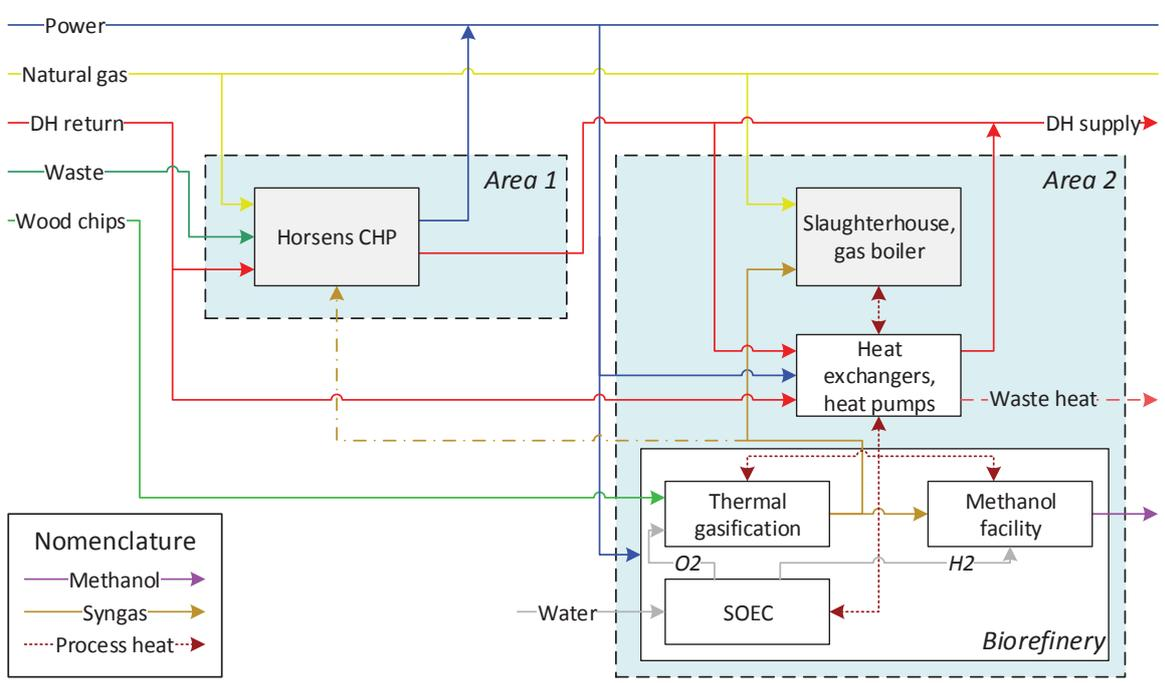 Power
Natural gas
DH return
DH supply
Waste
Area 1
Area 2
Wood chips
Horsens CHP
Slaughterhouse,
gas boiler
Heat
exchangers,
heat pumps
Waste heat
Thermal
gasification
Methanol
facility
O2
H2
Water
SOEC
Biorefinery
Nomenclature
Methanol
Syngas
Process heat